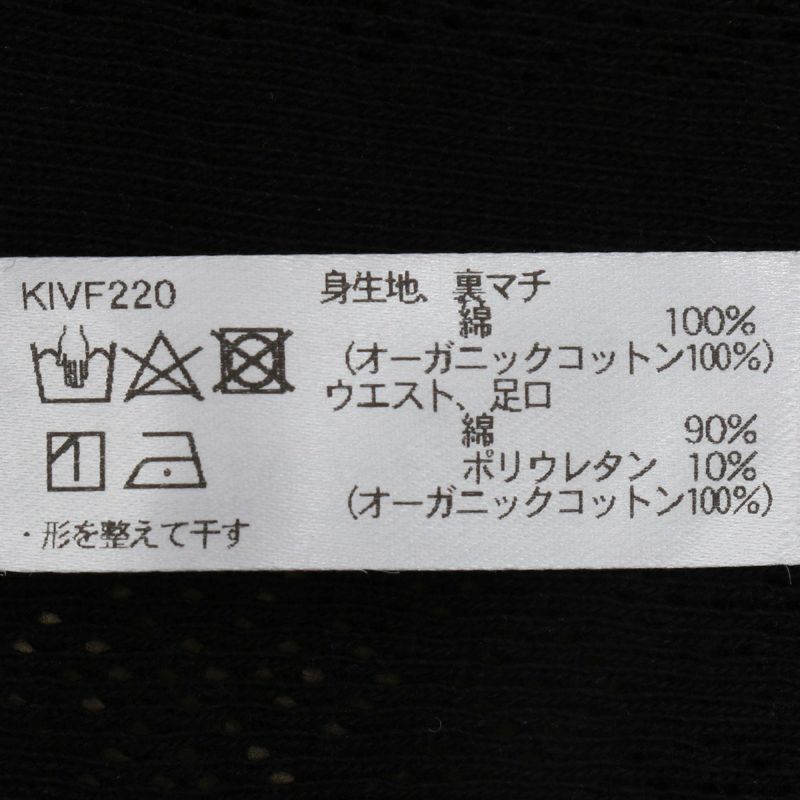 KIVF220
・形を整えて干す
身生地、裏マチ
綿 100%
(オーガニックコットン100%)
ウエスト、足口
綿 90%
ポリウレタン 10%
(オーガニックコットン100%)